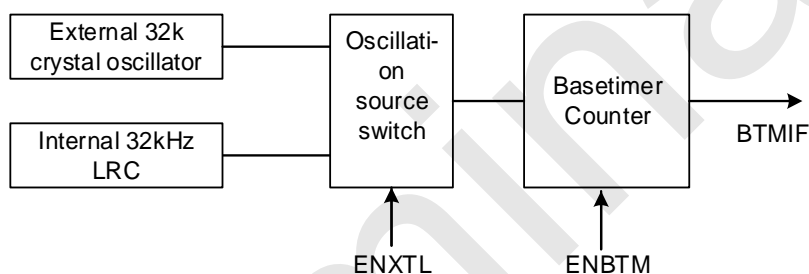 External 32k
crystal oscillator
Internal 32kHz
LRC
Oscillati-
on
source
switch
Basetimer
Counter
BTMIF
ENXTL
ENBTM